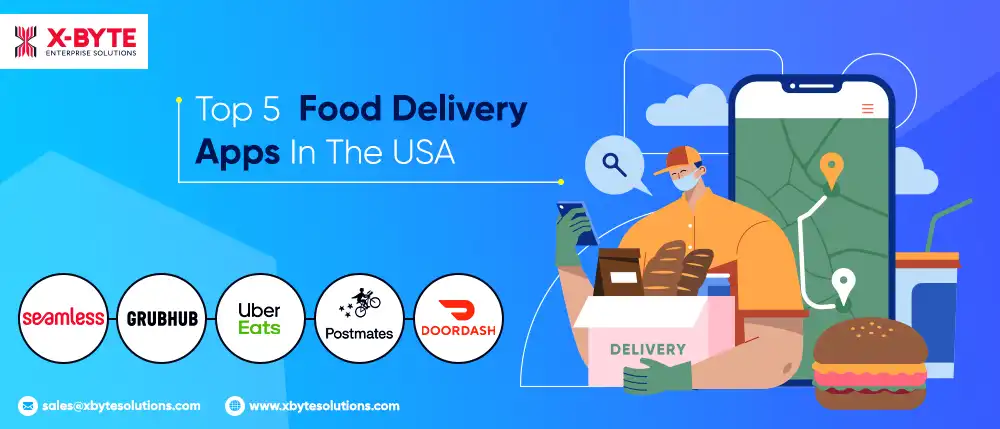 X-BYTE
ENTERPRISE SOLUTIONS
Top 5 Food Delivery
Apps In The USA
seamless
GRUBHUB
Uber
Eats
Postmates
DOORDASH
DELIVERY
sales@xbytesolutions.com
www.xbytesolutions.com